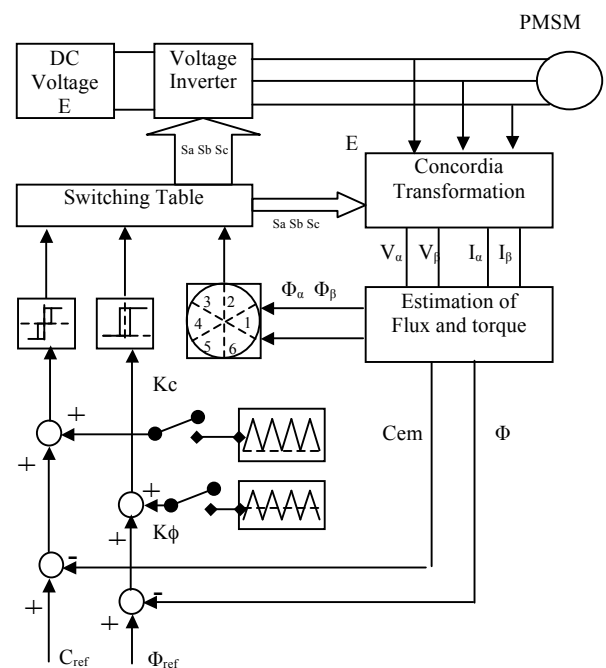 PMSM
DC
Voltage
E
Voltage
Inverter
Sa Sb Sc
E
Concordia
Transformation
Switching Table
Sa Sb Sc
Vα Vβ Iα Iβ
3 2
4 1
5 6
Φα Φβ
Estimation of
Flux and torque
Kc
+
+
Cem
Φ
+
Kϕ
+
-
-
+
+
Cref
Φref